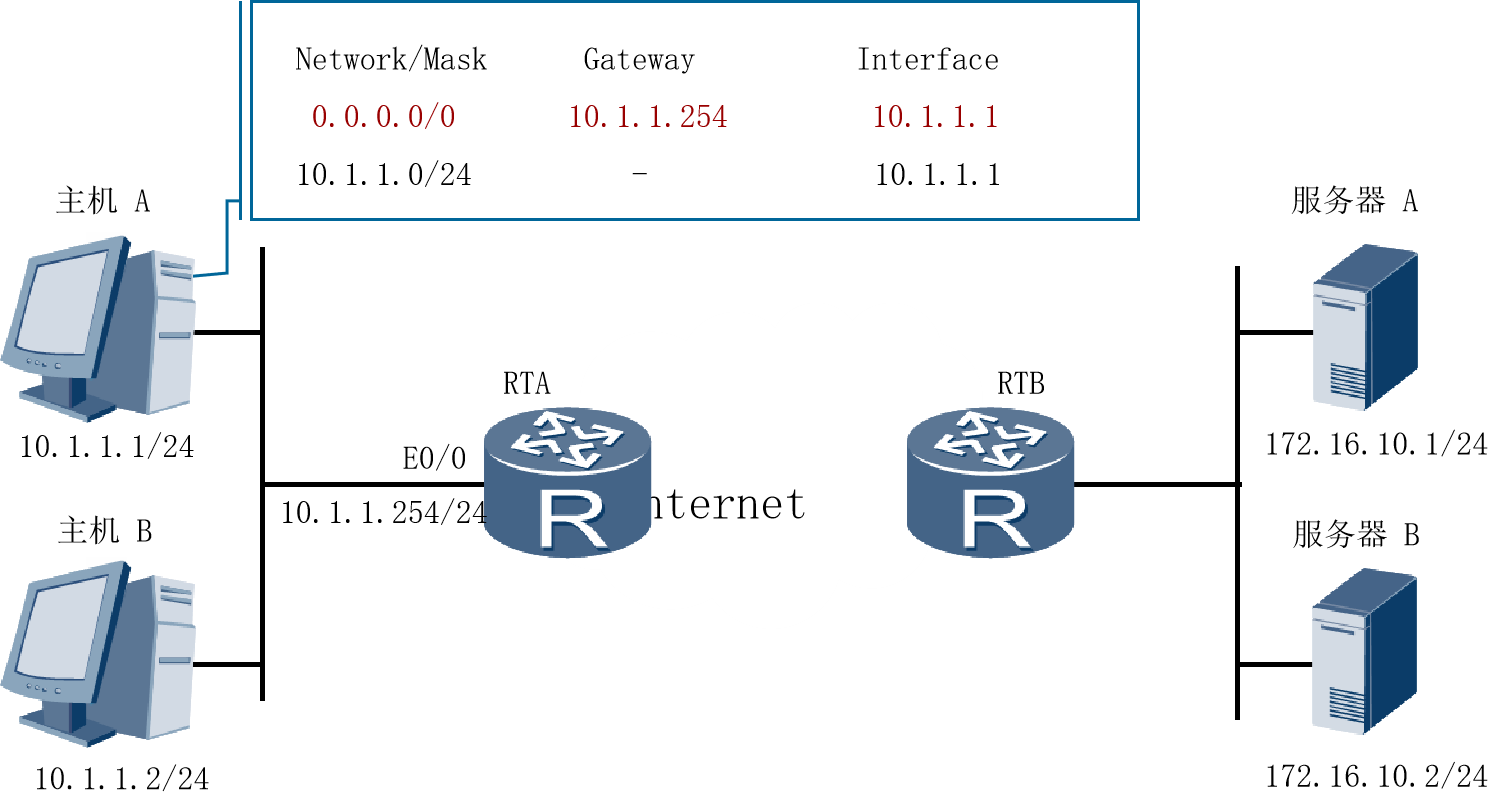 Network/Mask Gateway Interface
0.0.0.0/0 10.1.1.254 10.1.1.1
10.1.1.0/24 - 10.1.1.1
主机 A
服务器 A
RTA
RTB
10.1.1.1/24
E0/0
172.16.10.1/24
10.1.1.254/24
nternet
R
R
主机 B
服务器 B
10.1.1.2/24
172.16.10.2/24